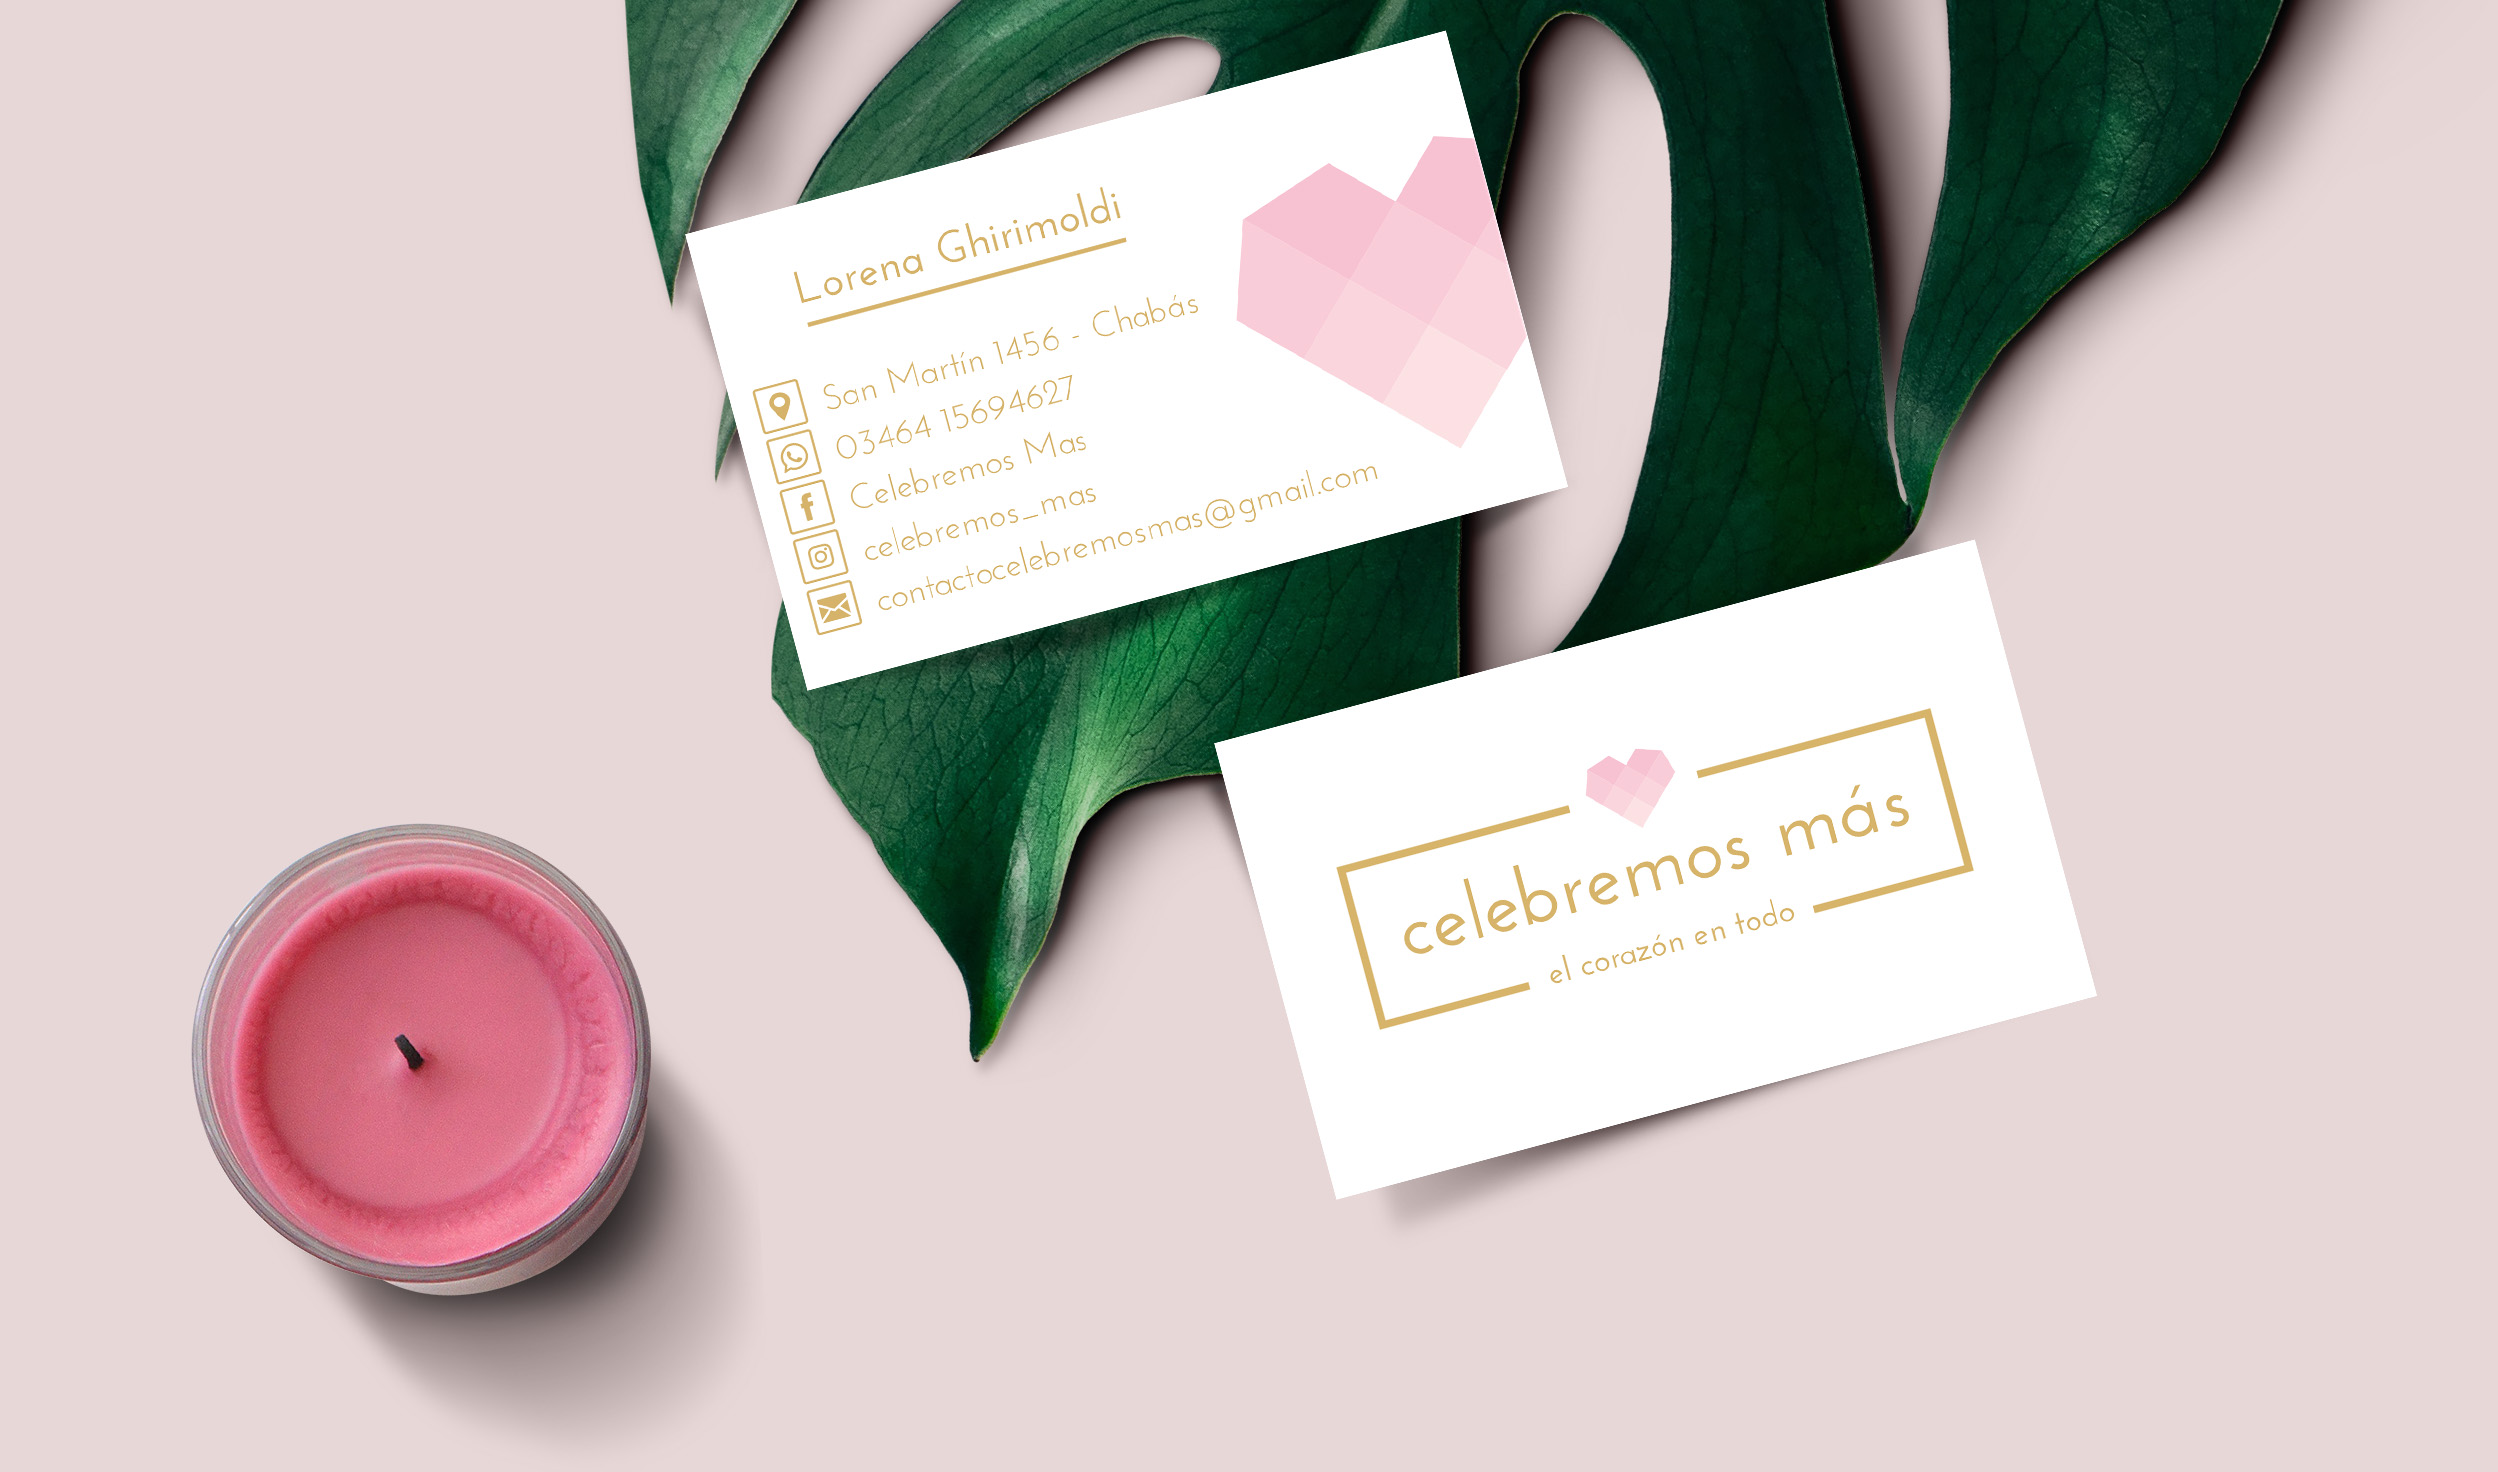 Lorena Ghirimoldi
San Martín 1456 - Chabás
03464 15694627
Celebremos Mas
celebremos_mas
contactocelebremosmas@gmail.com
celebremos más
el corazón en todo